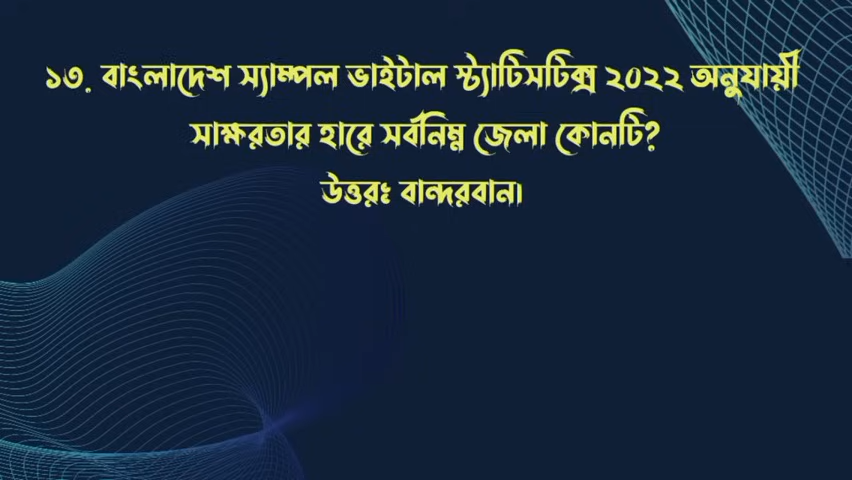 ১৩. বাংলাদেশ স্যাম্পল ভাইটাল স্ট্যাটিসটিক্স ২০২২ অনুযায়ী
সাক্ষরতার হারে সর্বনিম্ন জেলা কোনটি?
উত্তরঃ বান্দরবান।